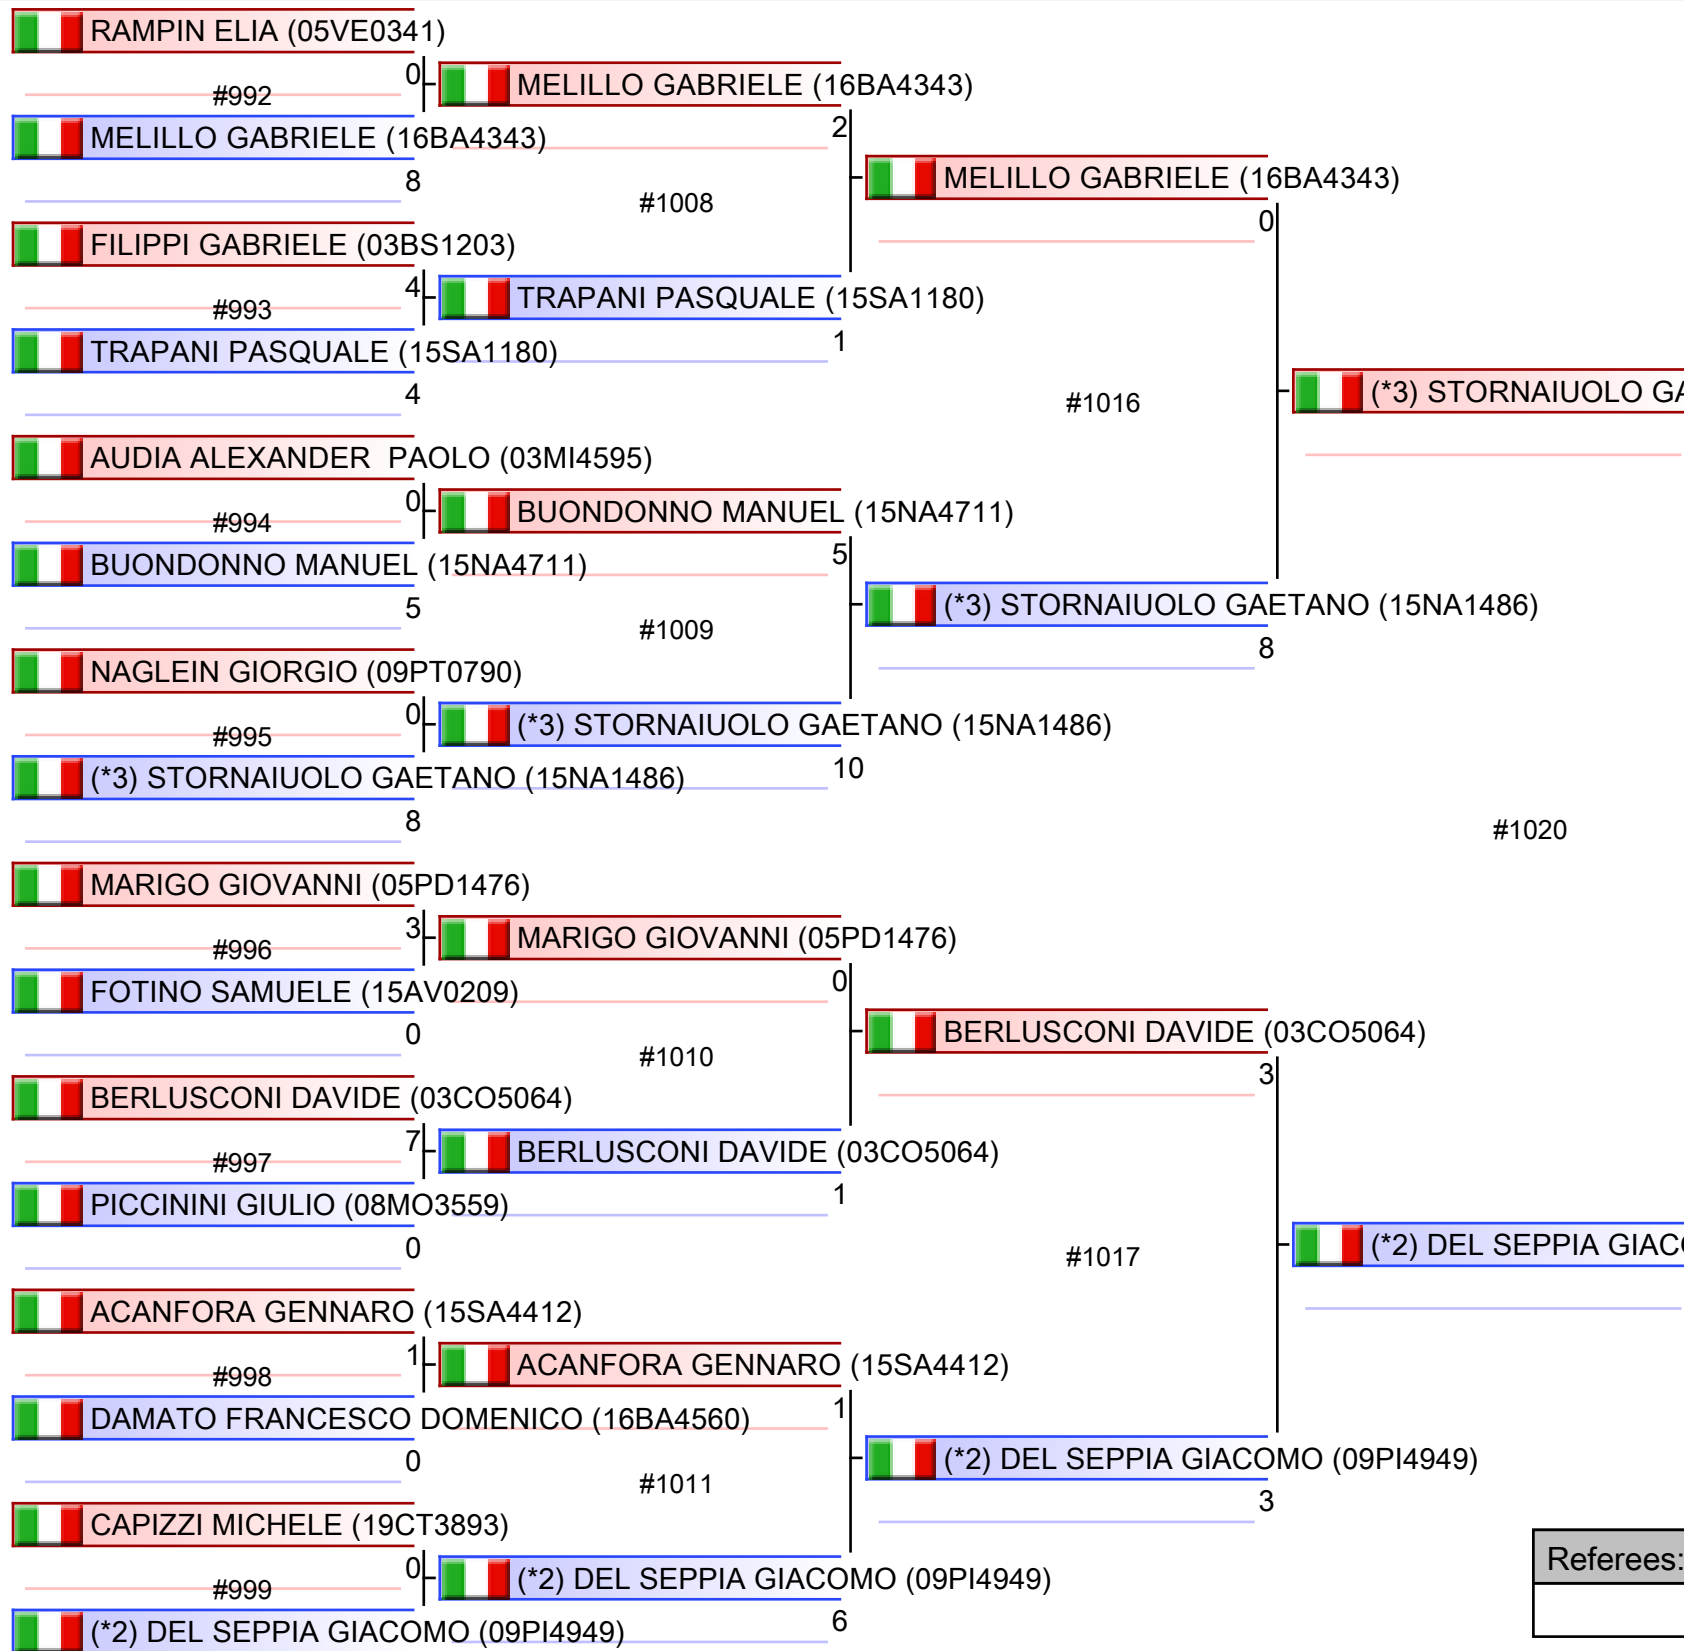 RAMPIN ELIA (05VE0341)
0
#992
MELILLO GABRIELE (16BA4343)
8
FILIPPI GABRIELE (03BS1203)
4
#993
TRAPANI PASQUALE (15SA1180)
4
AUDIA ALEXANDER  PAOLO (03MI4595)
0
#994
BUONDONNO MANUEL (15NA4711)
5
NAGLEIN GIORGIO (09PT0790)
0
#995
(*3) STORNAIUOLO GAETANO (15NA1486)
8
MARIGO GIOVANNI (05PD1476)
3
#996
FOTINO SAMUELE (15AV0209)
0
BERLUSCONI DAVIDE (03CO5064)
7
#997
PICCININI GIULIO (08MO3559)
0
ACANFORA GENNARO (15SA4412)
1
#998
DAMATO FRANCESCO DOMENICO (16BA4560)
0
CAPIZZI MICHELE (19CT3893)
0
#999
(*2) DEL SEPPIA GIACOMO (09PI4949)
MELILLO GABRIELE (16BA4343)
2
#1008
TRAPANI PASQUALE (15SA1180)
1
BUONDONNO MANUEL (15NA4711)
5
#1009
(*3) STORNAIUOLO GAETANO (15NA1486)
10
MARIGO GIOVANNI (05PD1476)
0
#1010
BERLUSCONI DAVIDE (03CO5064)
1
ACANFORA GENNARO (15SA4412)
1
#1011
(*2) DEL SEPPIA GIACOMO (09PI4949)
6
MELILLO GABRIELE (16BA4343)
0
#1016
(*3) STORNAIUOLO GAETANO (15NA1486)
8
BERLUSCONI DAVIDE (03CO5064)
3
#1017
(*2) DEL SEPPIA GIACOMO (09PI4949)
3
(*3) STORNAIUOLO GA
#1020
(*2) DEL SEPPIA GIAC
Referees: